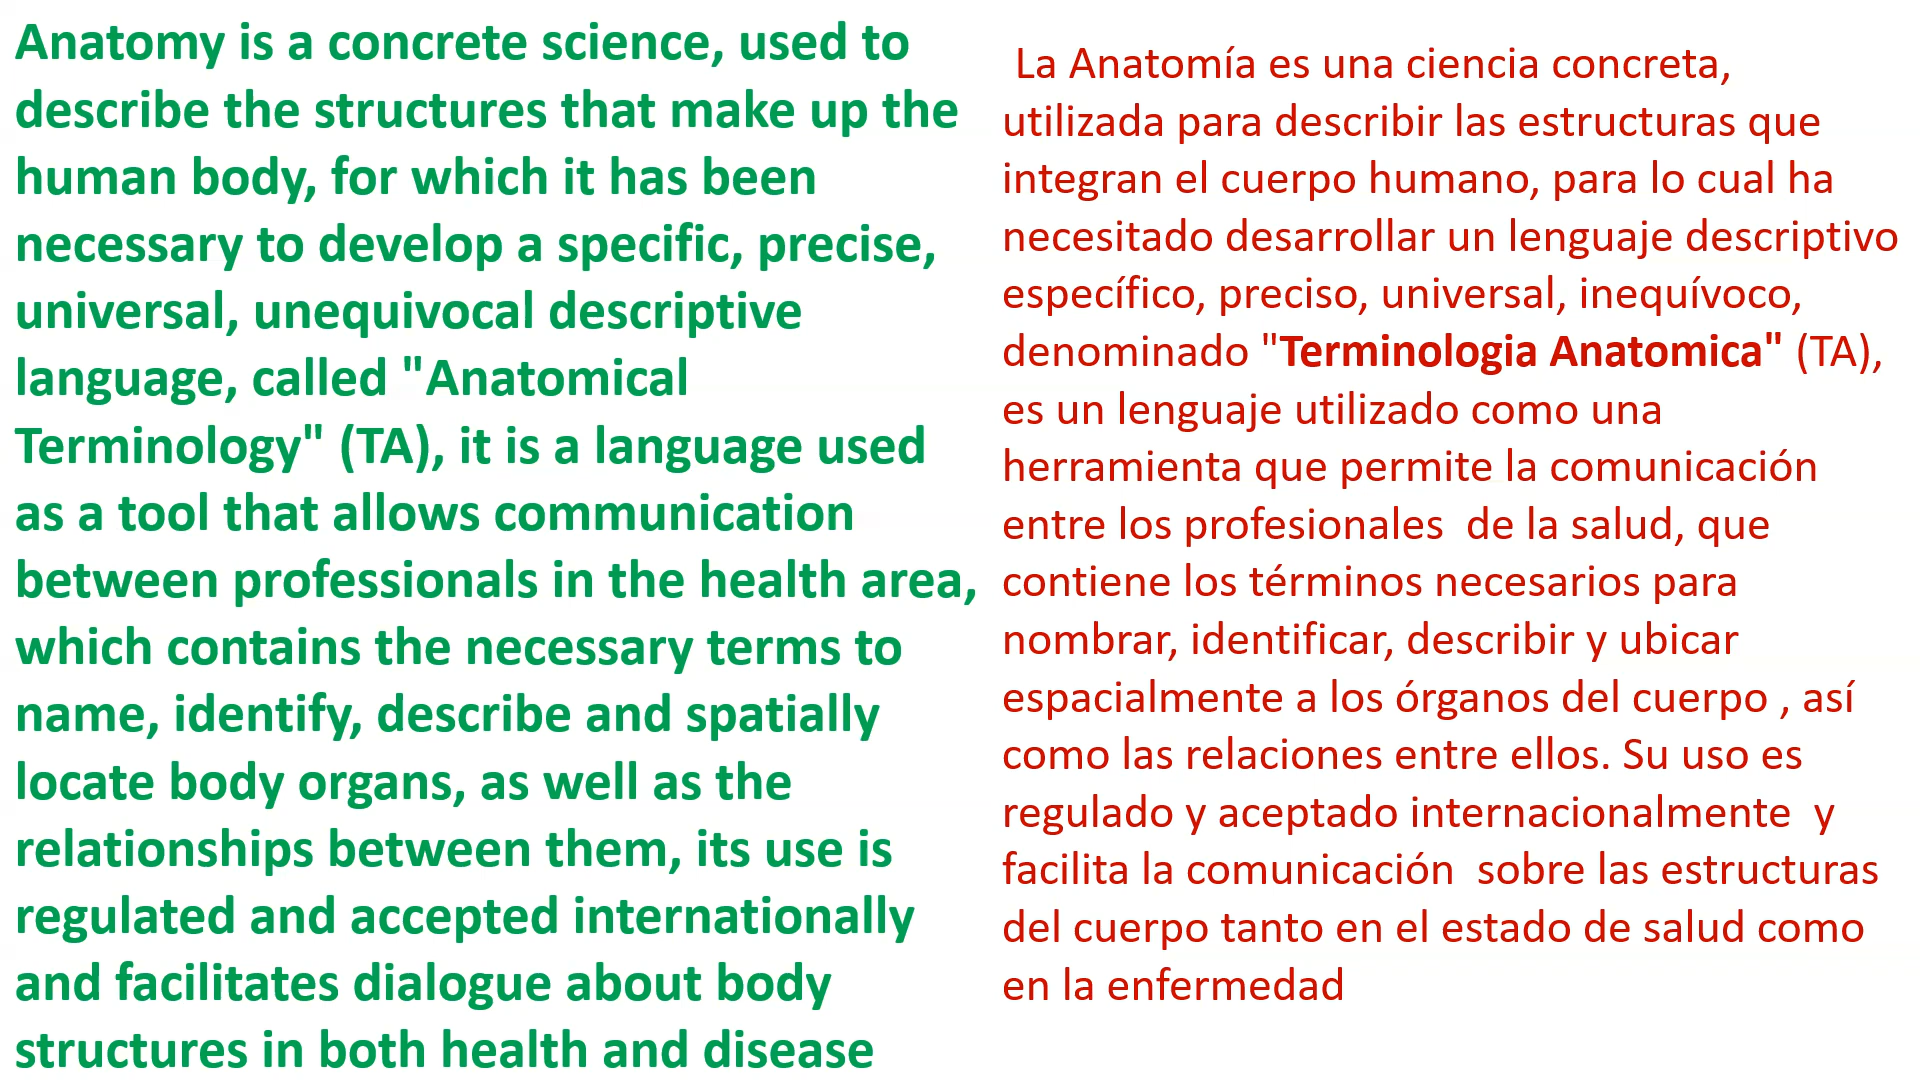 Anatomy is a concrete science, used to
describe the structures that make up the
human body, for which it has been
necessary to develop a specific, precise,
universal, unequivocal descriptive
language, called "Anatomical
Terminology" (TA), it is a language used
as a tool that allows communication
between professionals in the health area,
which contains the necessary terms to
name, identify, describe and spatially
locate body organs, as well as the
relationships between them, its use is
regulated and accepted internationally
and facilitates dialogue about body
structures in both health and disease
La Anatomía es una ciencia concreta,
utilizada para describir las estructuras que
integran el cuerpo humano, para lo cual ha
necesitado desarrollar un lenguaje descriptivo
específico, preciso, universal, inequívoco,
denominado "Terminologia Anatomica" (TA),
es un lenguaje utilizado como una
herramienta que permite la comunicación
entre los profesionales  de la salud, que
contiene los términos necesarios para
nombrar, identificar, describir y ubicar
espacialmente a los órganos del cuerpo , así
como las relaciones entre ellos. Su uso es
regulado y aceptado internacionalmente  y
facilita la comunicación  sobre las estructuras
del cuerpo tanto en el estado de salud como
en la enfermedad